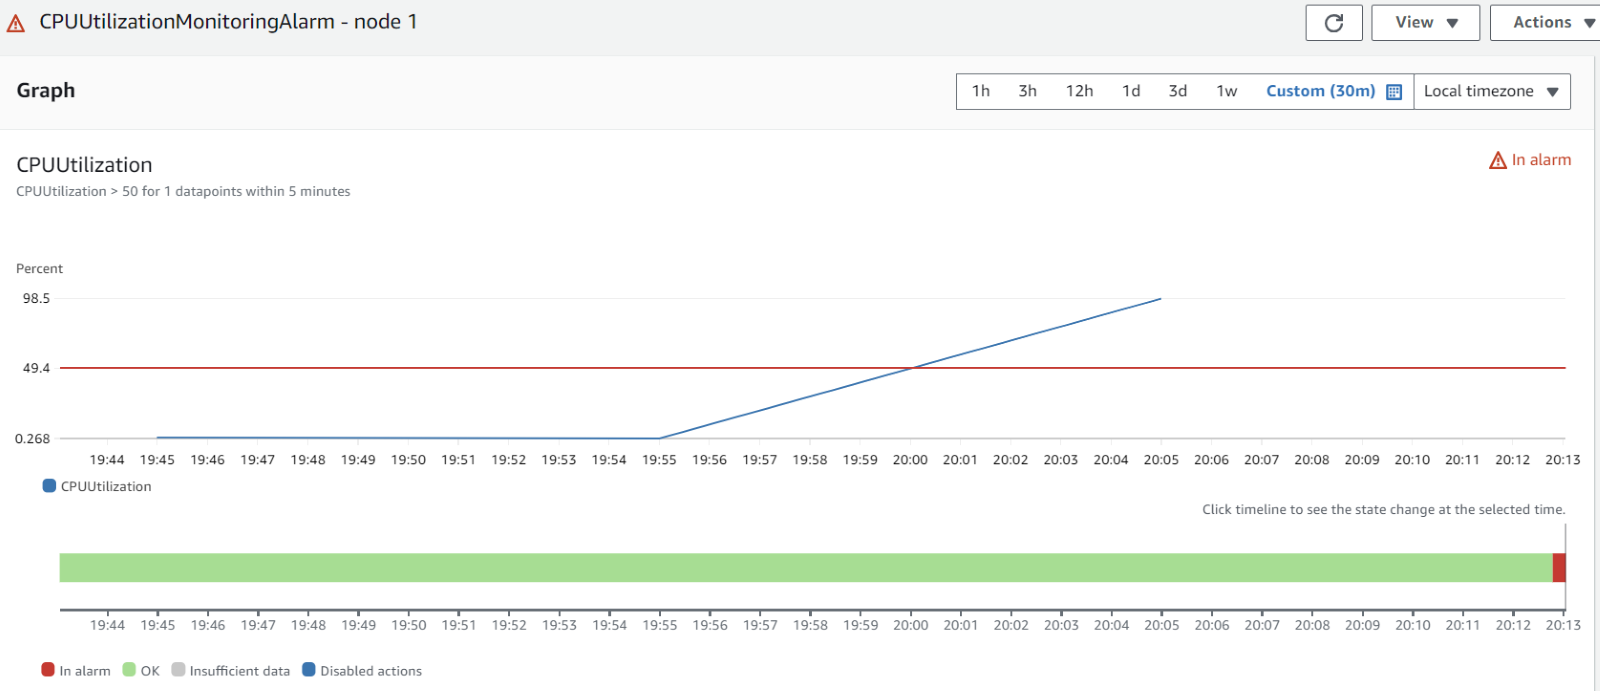 CPUUtilizationMonitoringAlarm - node 1
View
Actions
Graph
1h 3h 12h 1d 3d 1w Custom (30m) Local timezone
CPUUtilization
In alarm
CPUUtilization > 50 for 1 datapoints within 5 minutes
Percent
98.5
49.4
0.268
19:44 19:45 19:46 19:47 19:48 19:49 19:50 19:51 19:52 19:53 19:54 19:55 19:56 19:57 19:58 19:59 20:00 20:01 20:02 20:03 20:04 20:05 20:06 20:07 20:08 20:09 20:10 20:11 20:12 20:13
CPUUtilization
Click timeline to see the state change at the selected time.
19:44 19:45 19:46 19:47 19:48 19:49 19:50 19:51 19:52 19:53 19:54 19:55 19:56 19:57 19:58 19:59 20:00 20:01 20:02 20:03 20:04 20:05 20:06 20:07 20:08 20:09 20:10 20:11 20:12 20:13
In alarm OK Insufficient data Disabled actions